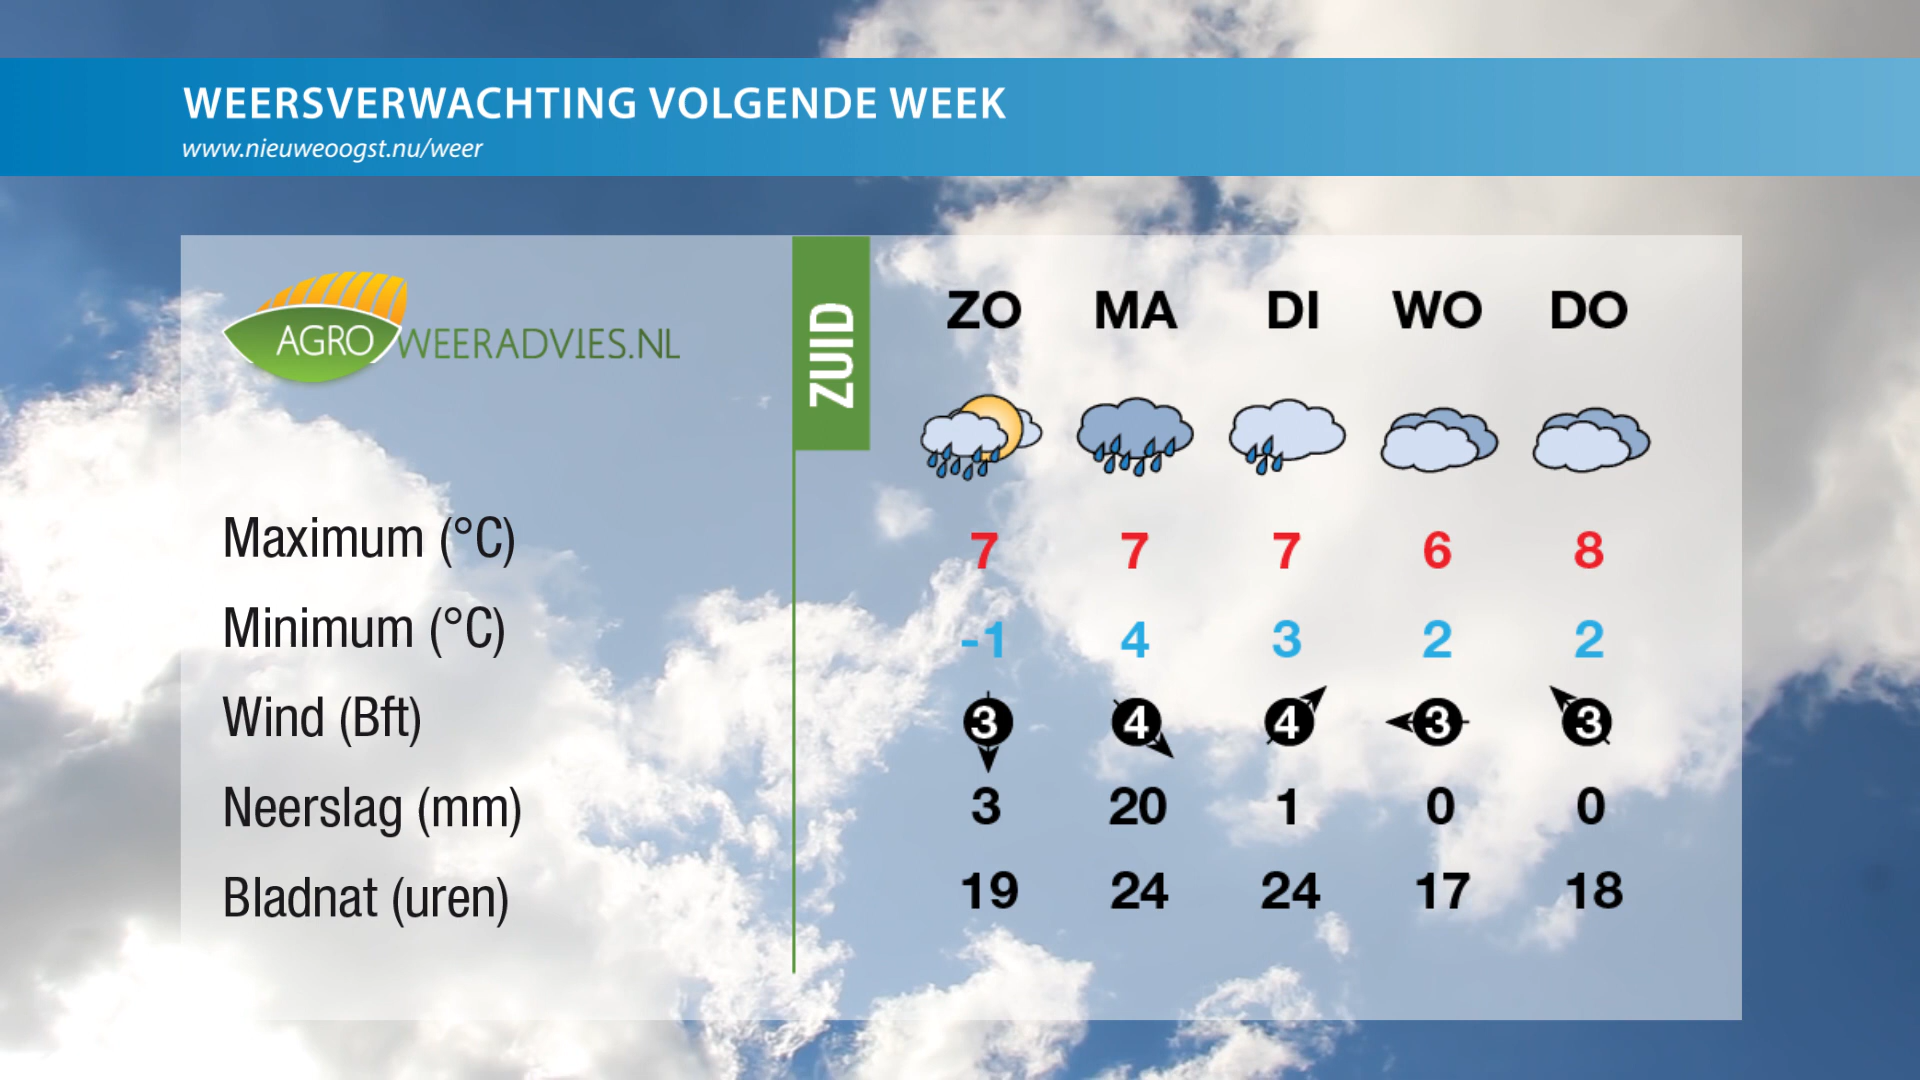 WEERSVERWACHTING VOLGENDE WEEK
www.nieuweoogst.nu/weer
AGROWEERADVIES.NL
ZUID
ZO MA DI WO DO
Maximum (°C) 7 7 7 6 8
Minimum (°C) -1 4 3 2 2
Wind (Bft) 3 4 4 3 3
Neerslag (mm) 3 20 1 0 0
Bladnat (uren) 19 24 24 17 18